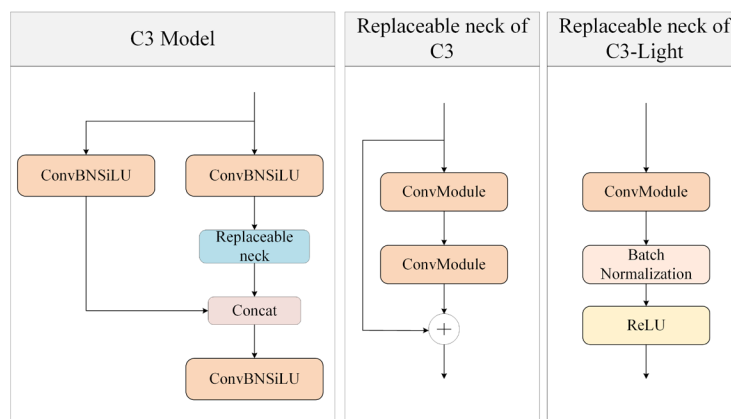 C3 Model
ConvBNSiLU
ConvBNSiLU
Replaceable
neck
Concat
ConvBNSiLU
Replaceable neck of
C3
ConvModule
ConvModule
+
Replaceable neck of
C3-Light
ConvModule
Batch
Normalization
ReLU